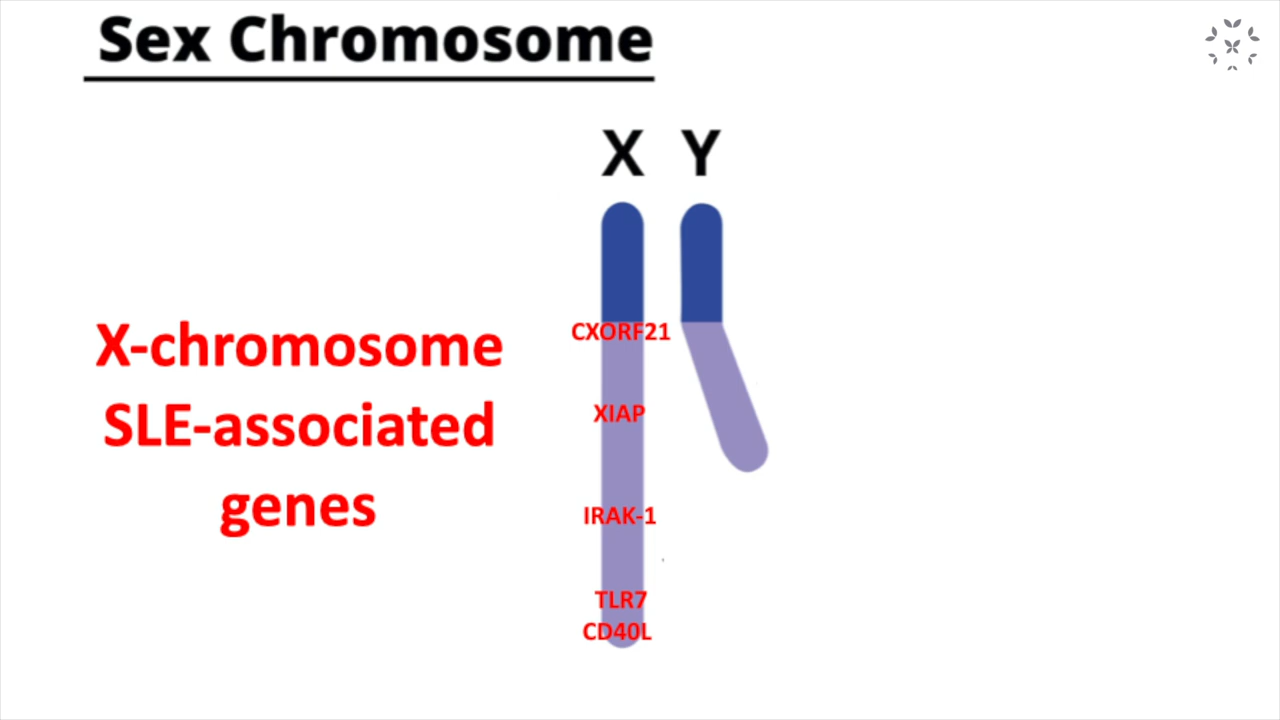 Sex Chromosome
X Y
X-chromosome
SLE-associated
genes
CXORF21
XIAP
IRAK-1
TLR7
CD40L